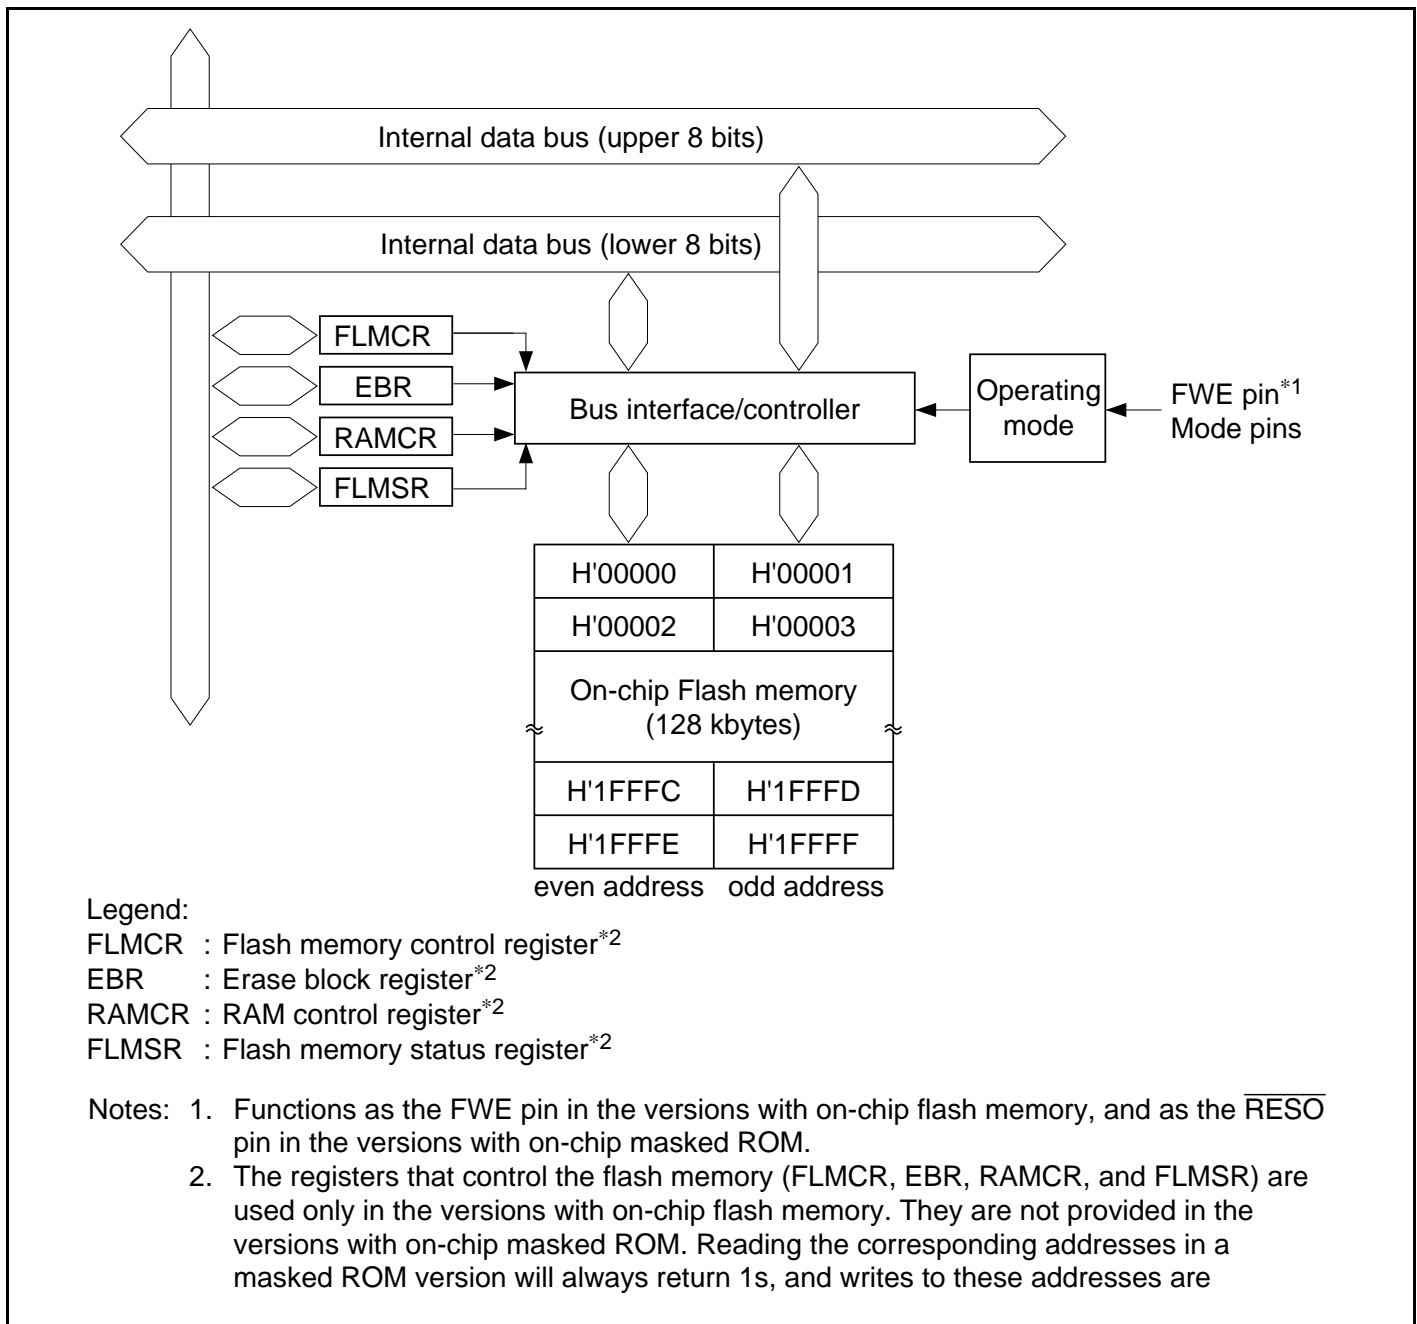 Internal data bus (upper 8 bits)
Internal data bus (lower 8 bits)
FLMCR
EBR
RAMCR
FLMSR
Bus interface/controller
Operating
mode
FWE pin*1
Mode pins
H'00000 H'00001
H'00002 H'00003
On-chip Flash memory
(128 kbytes)
H'1FFFC H'1FFFD
H'1FFFE H'1FFFF
even address odd address
Legend:
FLMCR : Flash memory control register*2
EBR : Erase block register*2
RAMCR : RAM control register*2
FLMSR : Flash memory status register*2
Notes: 1. Functions as the FWE pin in the versions with on-chip flash memory, and as the RESO
pin in the versions with on-chip masked ROM.
2. The registers that control the flash memory (FLMCR, EBR, RAMCR, and FLMSR) are
used only in the versions with on-chip flash memory. They are not provided in the
versions with on-chip masked ROM. Reading the corresponding addresses in a
masked ROM version will always return 1s, and writes to these addresses are